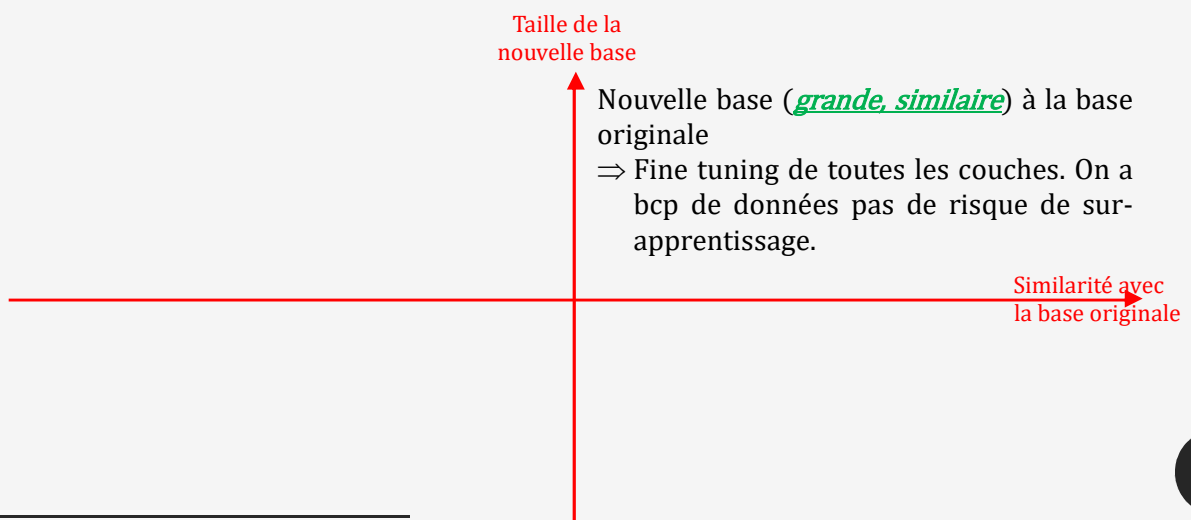 Taille de la
nouvelle base
Nouvelle base (grande, similaire) à la base
originale
⇒ Fine tuning de toutes les couches. On a
bcp de données pas de risque de sur-
apprentissage.
Similarité avec
la base originale